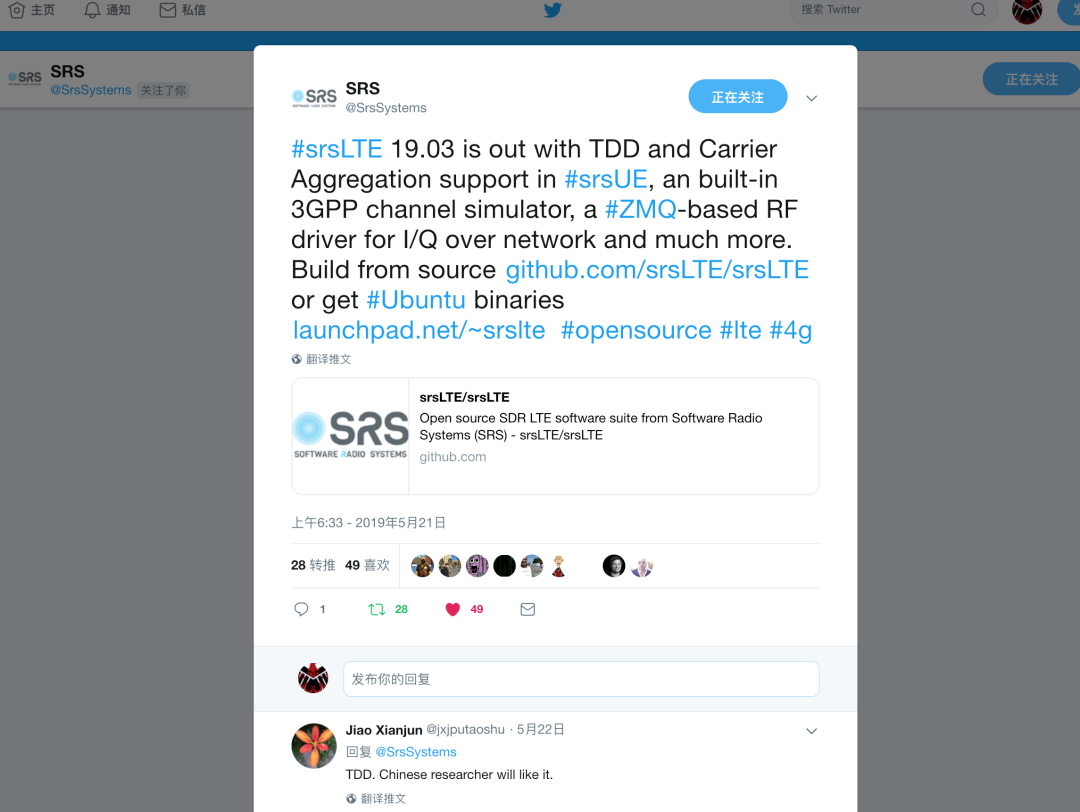 主页 通知 私信
搜索 Twitter
SRS
@SrsSystems 关注了你
正在关注
SRS
SOFTWARE RADIO SYSTEMS
SRS
@SrsSystems
正在关注
#srsLTE 19.03 is out with TDD and Carrier
Aggregation support in #srsUE, an built-in
3GPP channel simulator, a #ZMQ-based RF
driver for I/Q over network and much more.
Build from source github.com/srsLTE/srsLTE
or get #Ubuntu binaries
launchpad.net/~srslte #opensource #lte #4g
翻译推文
SRS
SOFTWARE RADIO SYSTEMS
srsLTE/srsLTE
Open source SDR LTE software suite from Software Radio
Systems (SRS) - srsLTE/srsLTE
github.com
上午6:33 - 2019年5月21日
28 转推 49 喜欢
1 28 49
发布你的回复
Jiao Xianjun @jxjputaoshu · 5月22日
回复 @SrsSystems
TDD. Chinese researcher will like it.
翻译推文